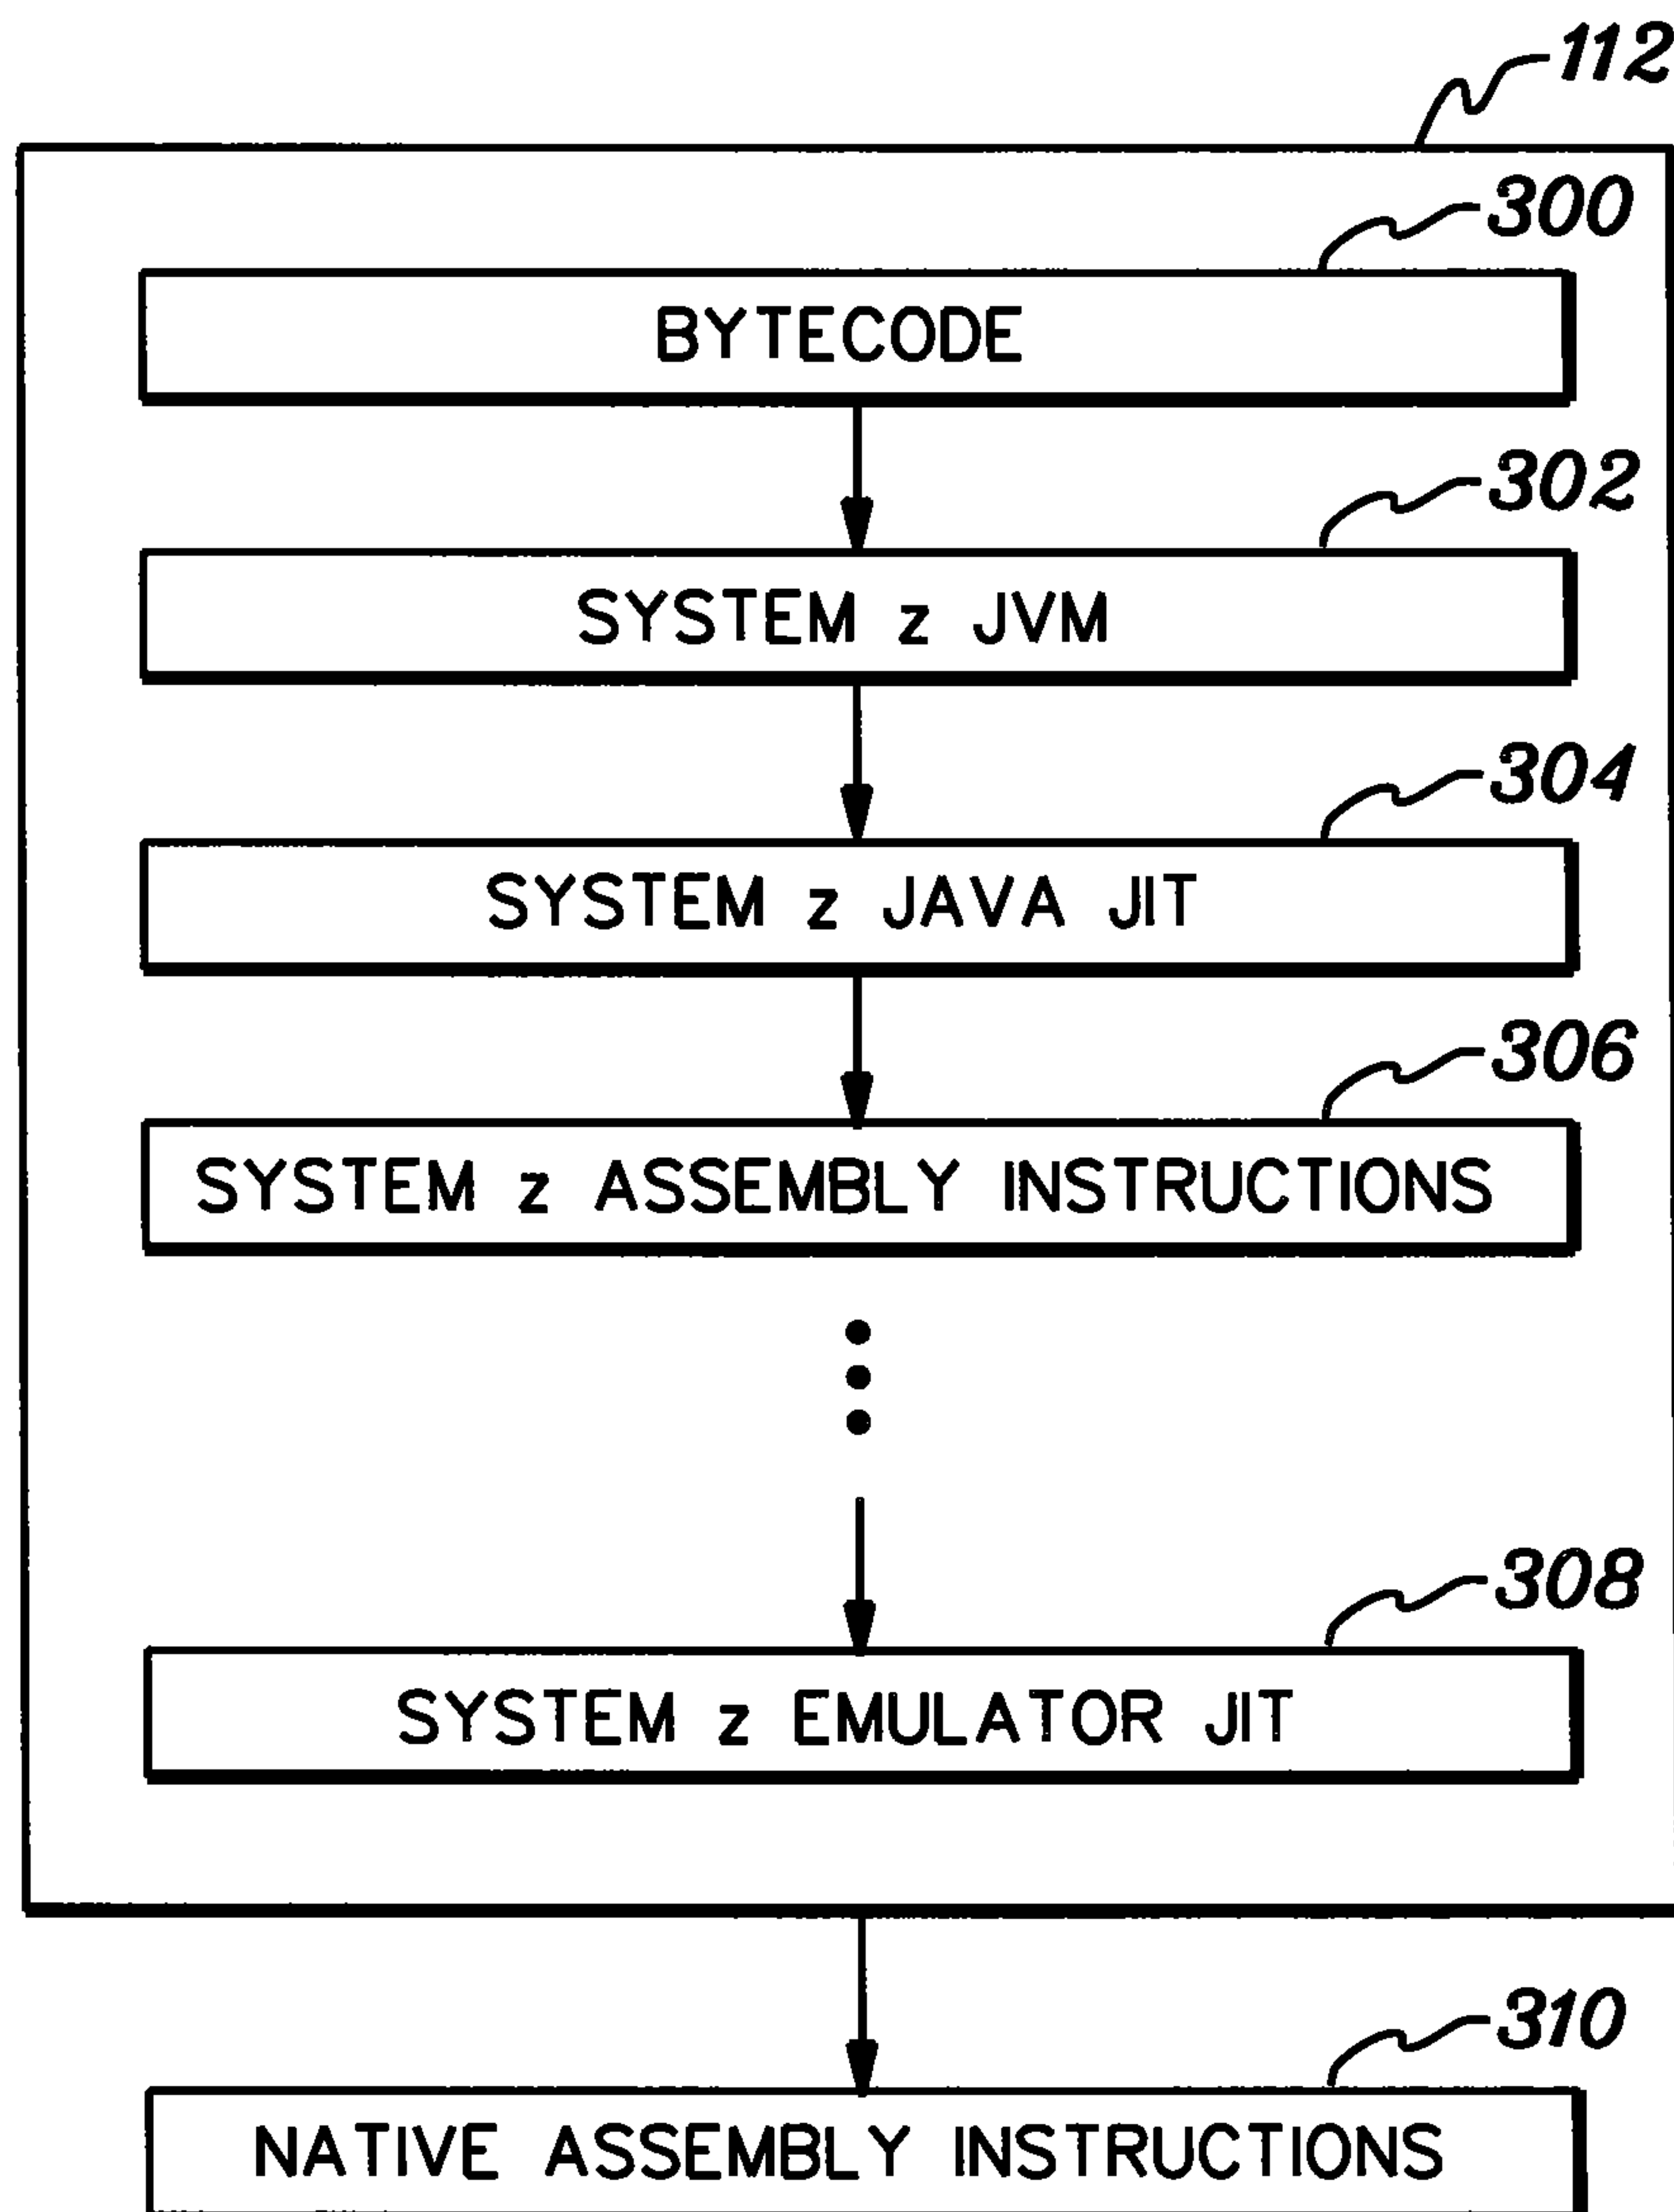 112
300
BYTECODE
302
SYSTEM z JVM
304
SYSTEM z JAVA JIT
306
SYSTEM z ASSEMBLY INSTRUCTIONS
308
SYSTEM z EMULATOR JIT
310
NATIVE ASSEMBLY INSTRUCTIONS